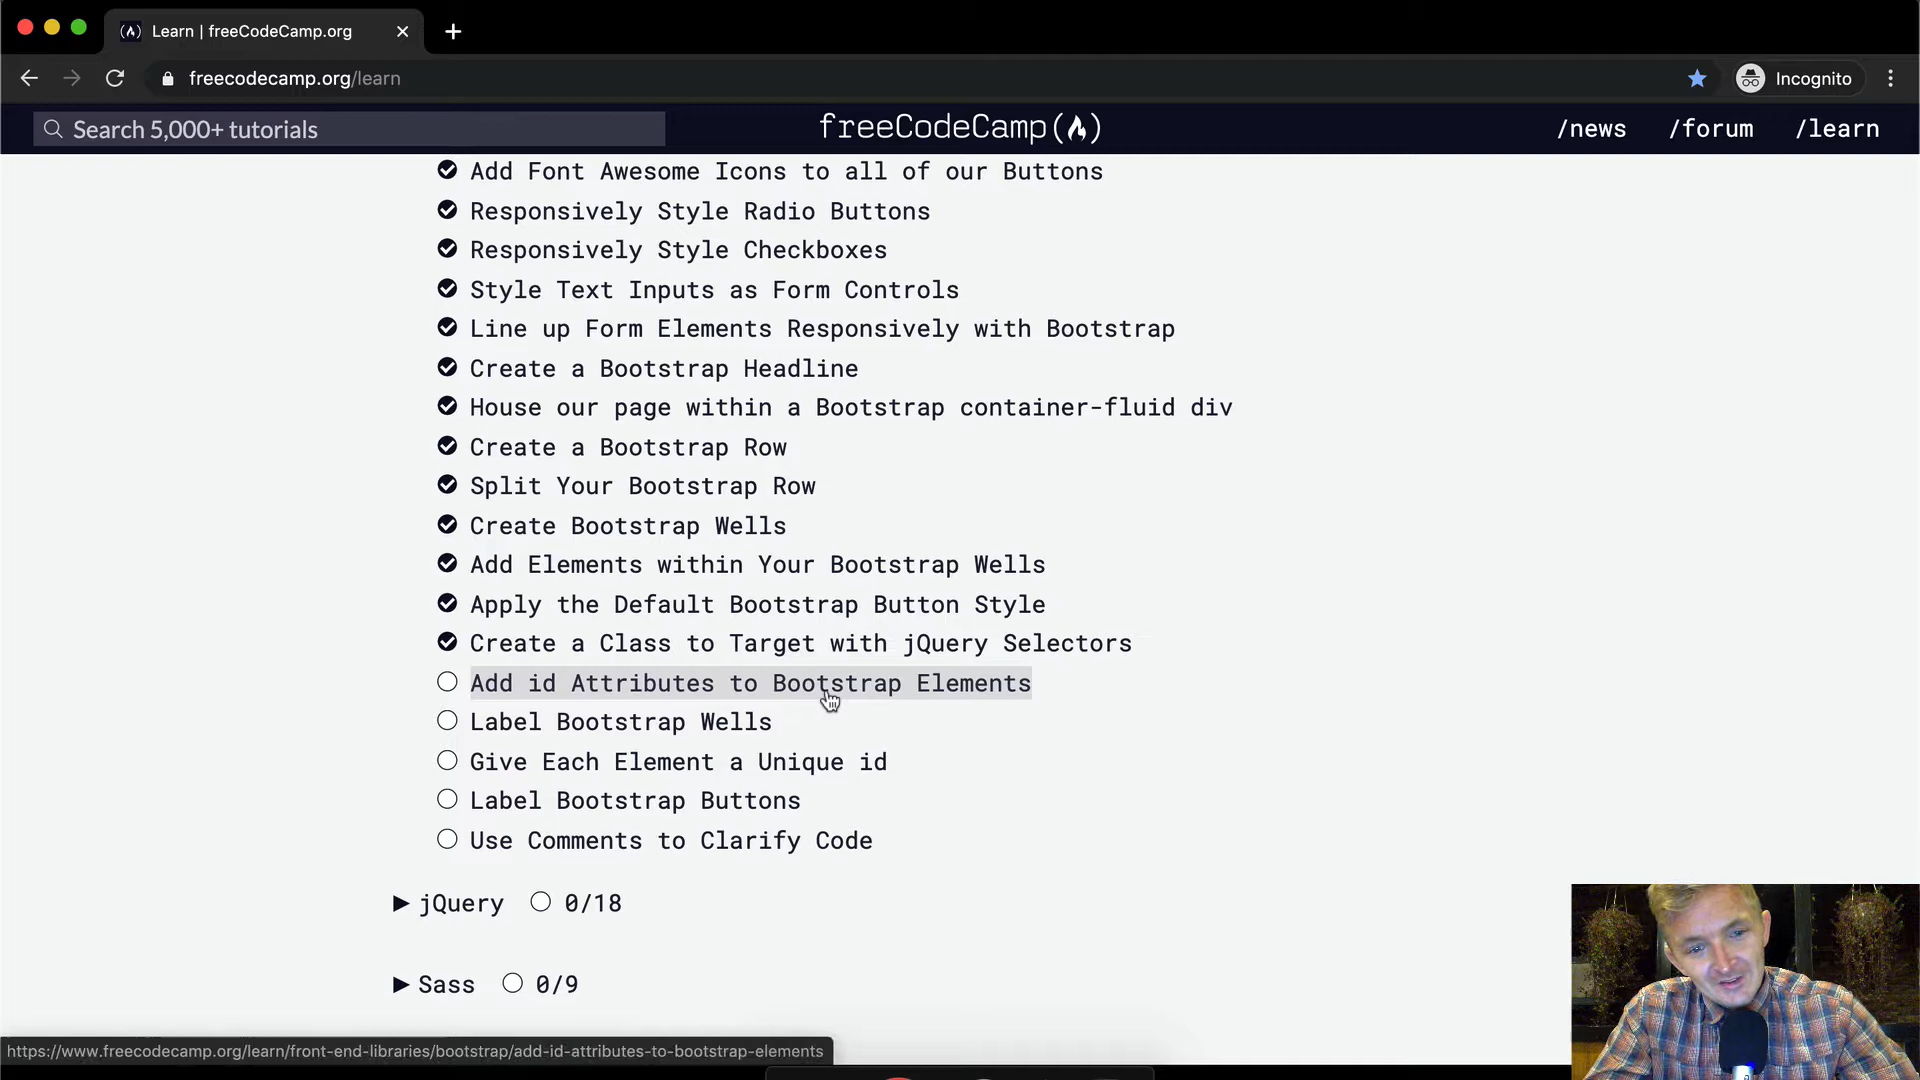 Learn | freeCodeCamp.org
freecodecamp.org/learn
Incognito
Search 5,000+ tutorials
freeCodeCamp
/news
/forum
/learn
Add Font Awesome Icons to all of our Buttons
Responsively Style Radio Buttons
Responsively Style Checkboxes
Style Text Inputs as Form Controls
Line up Form Elements Responsively with Bootstrap
Create a Bootstrap Headline
House our page within a Bootstrap container-fluid div
Create a Bootstrap Row
Split Your Bootstrap Row
Create Bootstrap Wells
Add Elements within Your Bootstrap Wells
Apply the Default Bootstrap Button Style
Create a Class to Target with jQuery Selectors
Add id Attributes to Bootstrap Elements
Label Bootstrap Wells
Give Each Element a Unique id
Label Bootstrap Buttons
Use Comments to Clarify Code
jQuery 0/18
Sass 0/9
https://www.freecodecamp.org/learn/front-end-libraries/bootstrap/add-id-attributes-to-bootstrap-elements